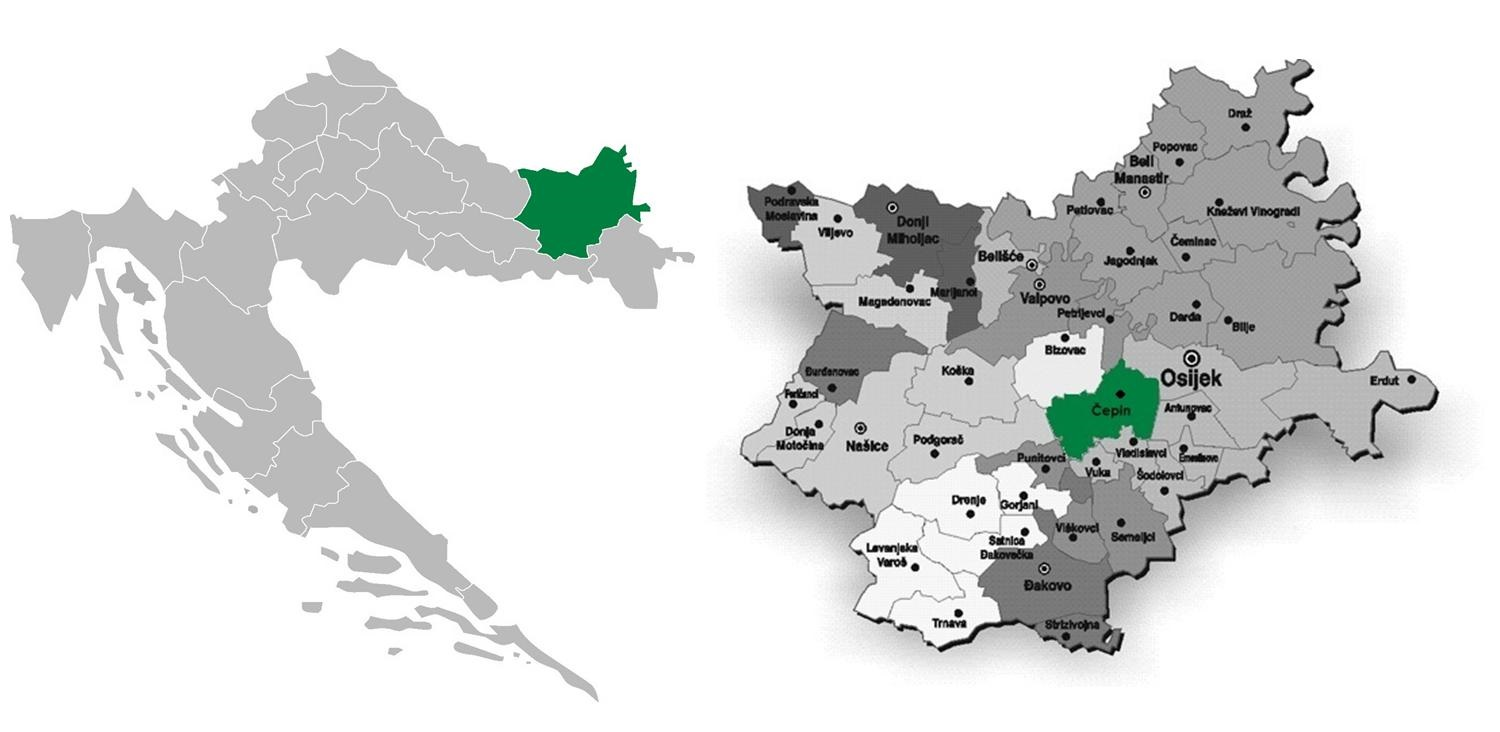 Draž
Popovac
Beli
Manastir
Podravska
Moslavina
Viljevo
Donji
Miholjac
Petlovac
Kneževi Vinogradi
Čeminac
Jagodnjak
Belišće
Magadenovac
Marijanci
Valpovo
Petrijevci
Darda
Bilje
Bizovac
Đurđenovac
Koška
Osijek
Erdut
Feričanci
Čepin
Antunovac
Donja
Motičina
Našice
Podgorač
Vladislavci
Punitovci
Ernestinovo
Vuka
Šodolovci
Drenje
Gorjani
Viškovci
Semeljci
Satnica
Đakovačka
Levanjska
Varoš
Đakovo
Trnava
Strizivojna